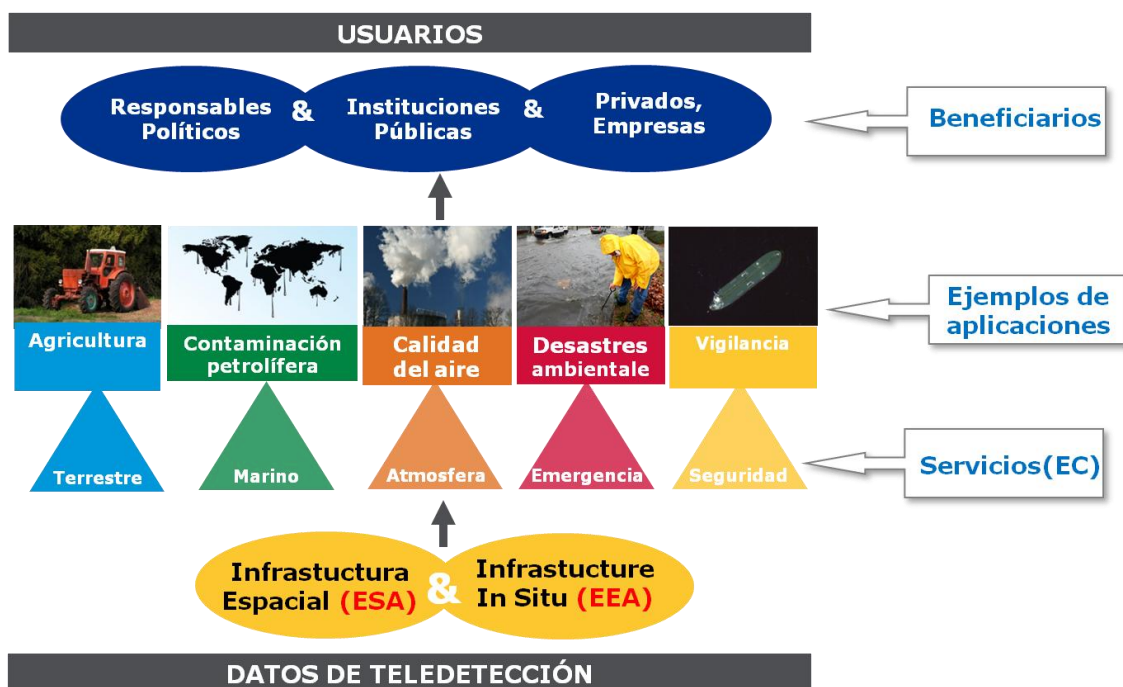 USUARIOS
Responsables
Políticos
&
Instituciones
Públicas
&
Privados,
Empresas
Beneficiarios
Agricultura
Contaminación
petrolífera
Calidad
del aire
Desastres
ambientale
Vigilancia
Ejemplos de
aplicaciones
Terrestre
Marino
Atmosfera
Emergencia
Seguridad
Servicios(EC)
Infrastuctura
Espacial (ESA)
&
Infrastucture
In Situ (EEA)
DATOS DE TELEDETECCIÓN